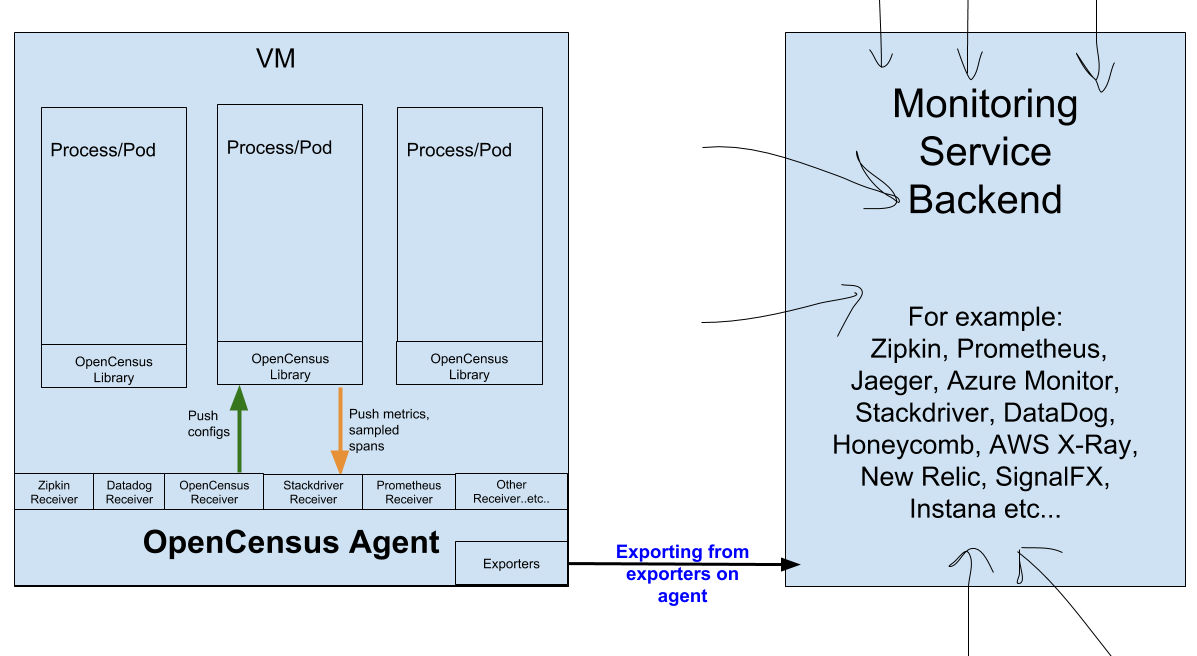 VM
Process/Pod
Process/Pod
Process/Pod
OpenCensus
Library
OpenCensus
Library
OpenCensus
Library
Push
configs
Push metrics,
sampled
spans
Zipkin
Receiver
Datadog
Receiver
OpenCensus
Receiver
Stackdriver
Receiver
Prometheus
Receiver
Other
Receiver..etc..
OpenCensus Agent
Exporters
Exporting from
exporters on
agent
Monitoring
Service
Backend
For example:
Zipkin, Prometheus,
Jaeger, Azure Monitor,
Stackdriver, DataDog,
Honeycomb, AWS X-Ray,
New Relic, SignalFX,
Instana etc...